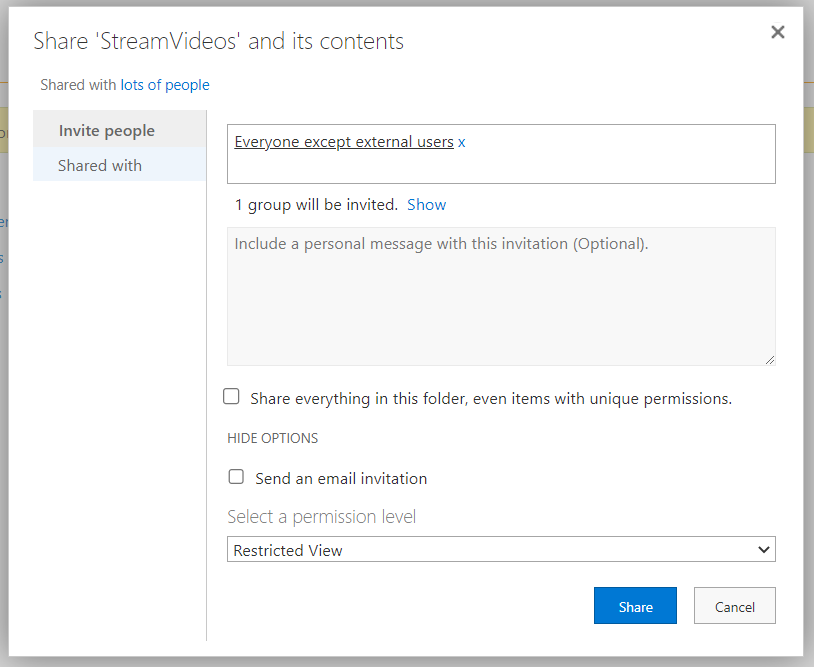 Share 'StreamVideos' and its contents
Shared with lots of people
Invite people
Shared with
Everyone except external users x
1 group will be invited. Show
Include a personal message with this invitation (Optional).
Share everything in this folder, even items with unique permissions.
HIDE OPTIONS
Send an email invitation
Select a permission level
Restricted View
Share
Cancel